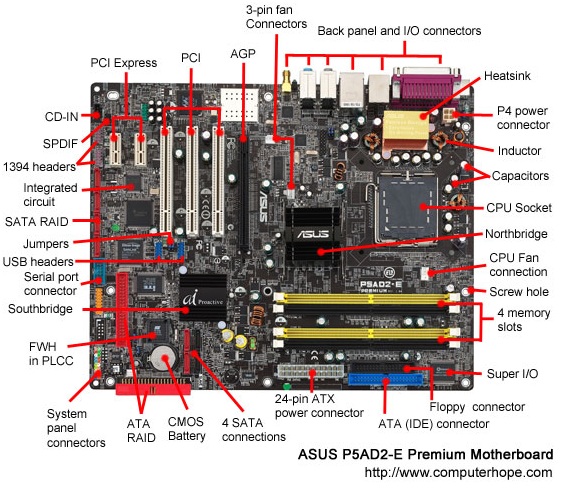 3-pin fan
Connectors
Back panel and I/O connectors
PCI Express
PCI
AGP
Heatsink
CD-IN
P4 power
connector
SPDIF
Inductor
1394 headers
Capacitors
Integrated
circuit
CPU Socket
SATA RAID
ASUS
ASUS
Northbridge
Jumpers
USB headers
CPU Fan
connection
Serial port
connector
P5AD2-E
PREMIUM
Screw hole
Southbridge
ai Proactive
4 memory
slots
FWH
in PLCC
Super I/O
System
panel
connectors
ATA
RAID
CMOS
Battery
4 SATA
connections
24-pin ATX
power connector
Floppy connector
ATA (IDE) connector
ASUS P5AD2-E Premium Motherboard
http://www.computerhope.com